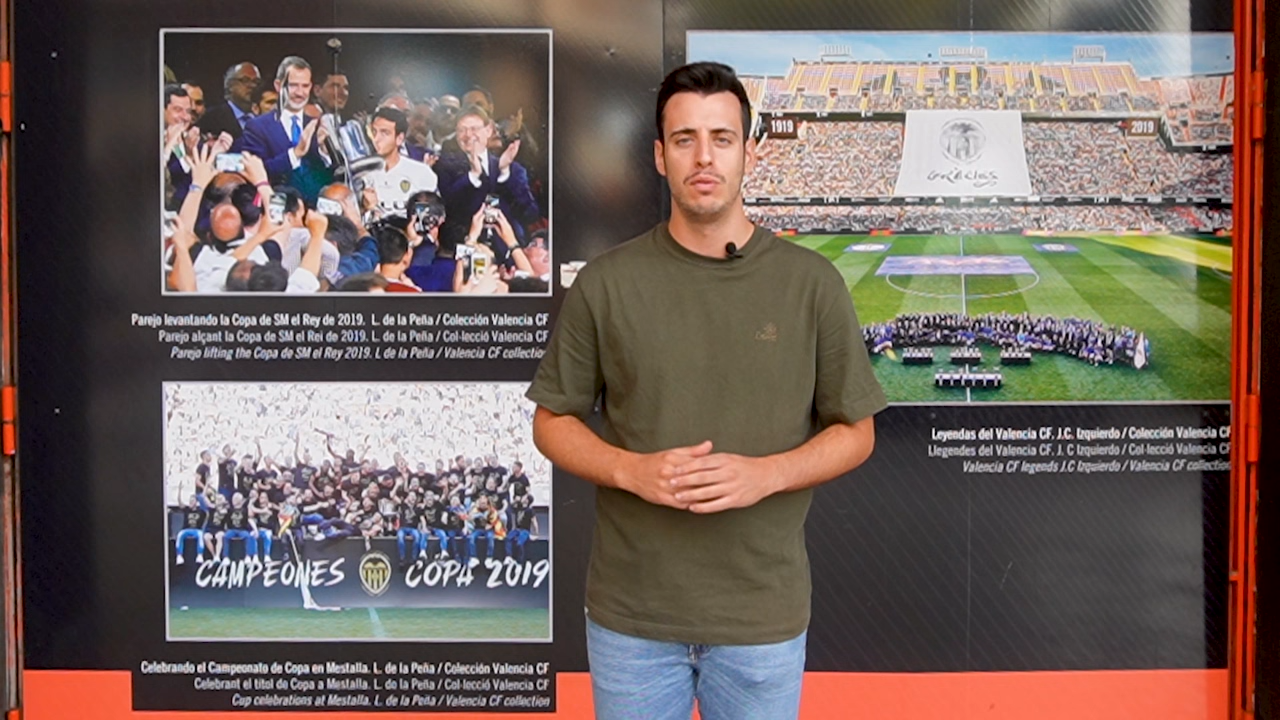 Parejo levantando la Copa de SM el Rey de 2019. L. de la Peña / Colección Valencia CF
Parejo alçant la Copa de SM el Rei de 2019. L. de la Peña / Col·lecció Valencia CF
Parejo lifting the Copa de SM el Rey 2019. L de la Peña / Valencia CF collection
CAMPEONES COPA 2019
Celebrando el Campeonato de Copa en Mestalla. L. de la Peña / Colección Valencia CF
Celebrant el títol de Copa a Mestalla. L. de la Peña / Col·lecció Valencia CF
Cup celebrations at Mestalla. L. de la Peña / Valencia CF collection
1919
2019
GRÀCIES
Leyendas del Valencia CF. J.C. Izquierdo / Colección Valencia CF
Llegendes del Valencia CF. J. C Izquierdo / Col·lecció Valencia CF
Valencia CF legends J.C Izquierdo / Valencia CF collection